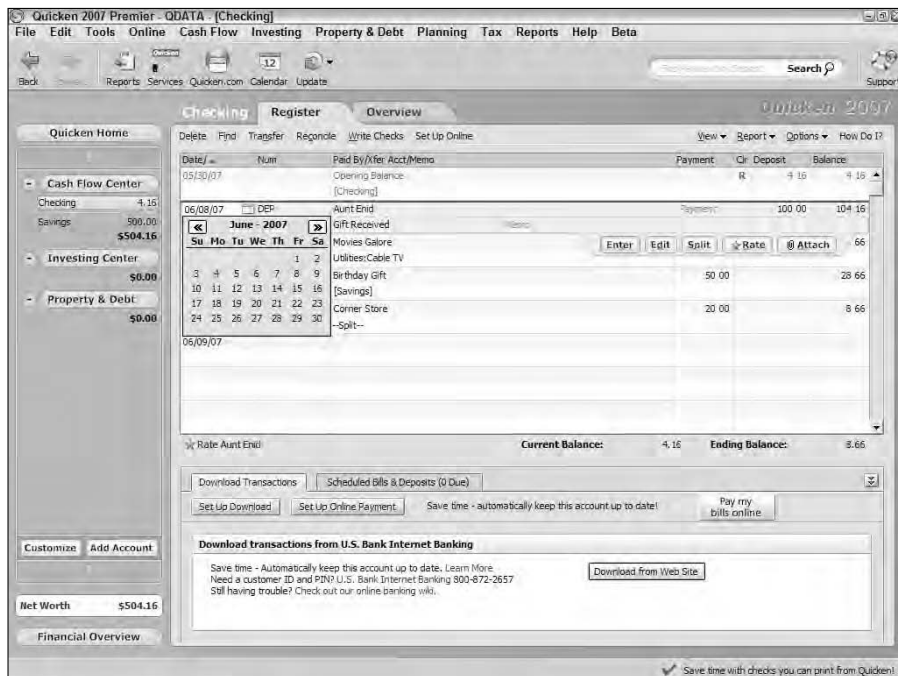 Quicken 2007 Premier - QDATA - [Checking]
File Edit Tools Online Cash Flow Investing Property & Debt Planning Tax Reports Help Beta
Back Reports Services Quicken.com Calendar Update Search Support
12
Checking Register Overview Quicken 2007
Quicken Home
Delete Find Transfer Reconcile Write Checks Set Up Online View Report Options How Do I?
Date/ Num Paid By/Xfer Acct/Memo Payment Clr Deposit Balance
05/30/07 Opening Balance R 4 16 4 16
[Checking]
- Cash Flow Center
Checking 4.16
Savings 500.00
$504.16
- Investing Center
$0.00
- Property & Debt
$0.00
06/08/07 DEP Aunt Enid Payment 100 00 104 16
Gift Received Memo
Enter Edit Split Rate Attach
« June - 2007 »
Su Mo Tu We Th Fr Sa
1 2
3 4 5 6 7 8 9
10 11 12 13 14 15 16
17 18 19 20 21 22 23
24 25 26 27 28 29 30
Movies Galore 66
Utilities:Cable TV
Birthday Gift 50 00 28 66
[Savings]
Corner Store 20 00 8 66
--Split--
06/09/07
Rate Aunt Enid Current Balance: 4.16 Ending Balance: 8.66
Download Transactions Scheduled Bills & Deposits (0 Due)
Set Up Download Set Up Online Payment Save time - automatically keep this account up to date! Pay my bills online
Download transactions from U.S. Bank Internet Banking
Save time - Automatically keep this account up to date. Learn More
Need a customer ID and PIN? U.S. Bank Internet Banking 800-872-2657
Still having trouble? Check out our online banking wiki.
Download from Web Site
Customize Add Account
Net Worth $504.16
Financial Overview
Save time with checks you can print from Quicken!